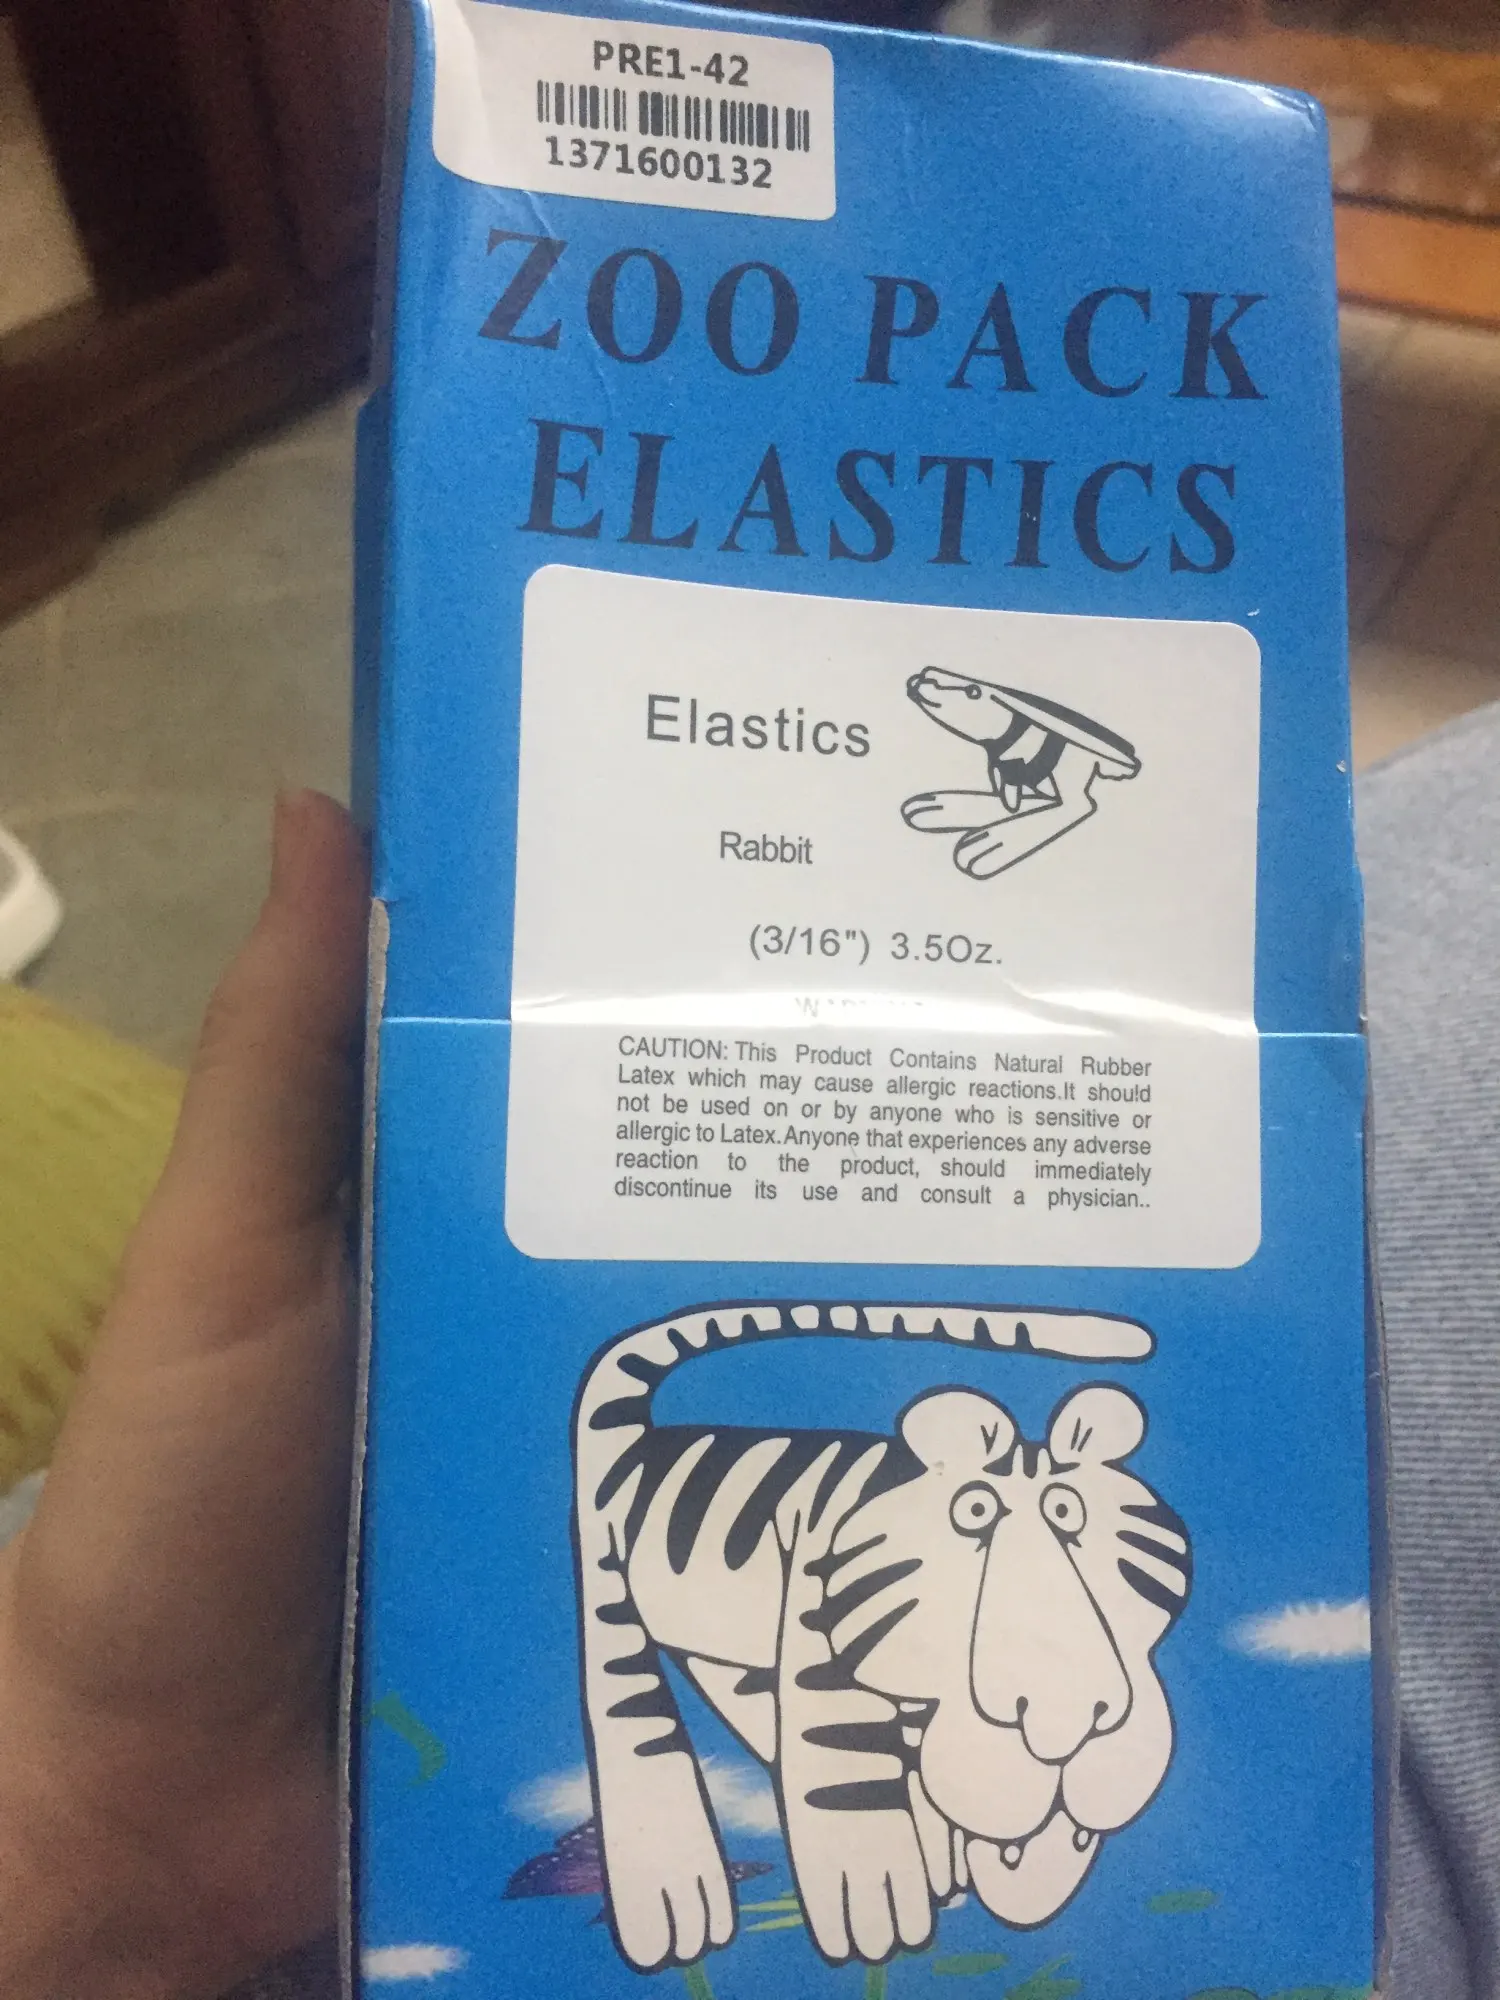 PRE1-42
1371600132
ZOO PACK
ELASTICS
Elastics
Rabbit
(3/16") 3.5Oz.
CAUTION: This Product Contains Natural Rubber
Latex which may cause allergic reactions.It should
not be used on or by anyone who is sensitive or
allergic to Latex.Anyone that experiences any adverse
reaction to the product, should immediately
discontinue its use and consult a physician..